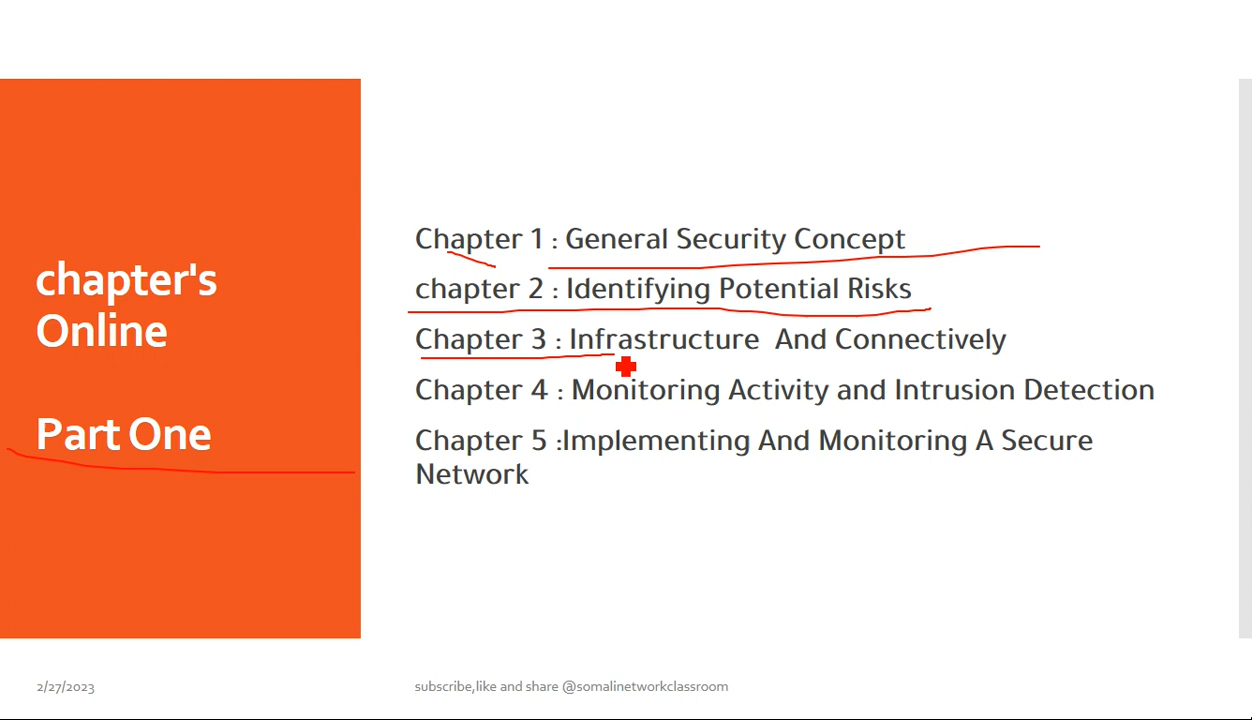 chapter's
Online
Part One
Chapter 1 : General Security Concept
chapter 2 : Identifying Potential Risks
Chapter 3 : Infrastructure And Connectively
Chapter 4 : Monitoring Activity and Intrusion Detection
Chapter 5 :Implementing And Monitoring A Secure
Network
2/27/2023
subscribe,like and share @somalinetworkclassroom